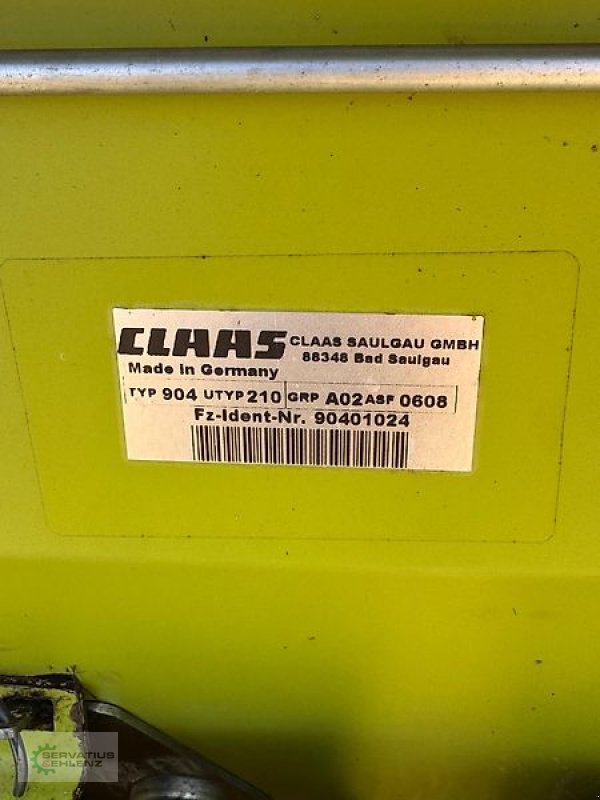 CLAAS CLAAS SAULGAU GMBH
88348 Bad Saulgau
Made in Germany
TYP 904 UTYP 210 GRP A02 ASF 0608
Fz-Ident-Nr. 90401024
SERVATIUS
EHLENZ